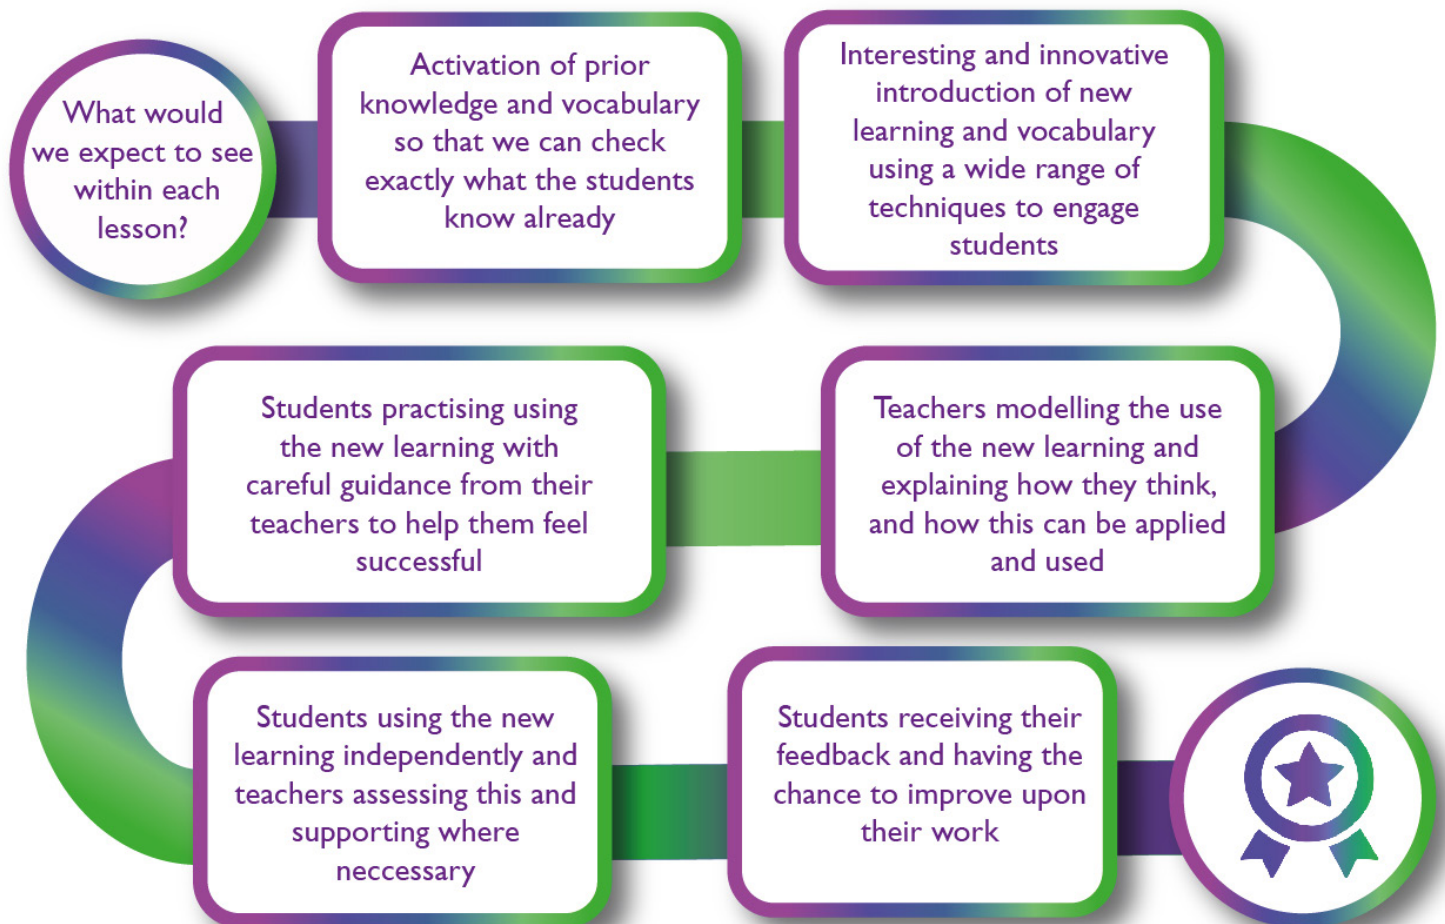 What would
we expect to see
within each
lesson?
Activation of prior
knowledge and vocabulary
so that we can check
exactly what the students
know already
Interesting and innovative
introduction of new
learning and vocabulary
using a wide range of
techniques to engage
students
Teachers modelling the use
of the new learning and
explaining how they think,
and how this can be applied
and used
Students practising using
the new learning with
careful guidance from their
teachers to help them feel
successful
Students using the new
learning independently and
teachers assessing this and
supporting where
neccessary
Students receiving their
feedback and having the
chance to improve upon
their work